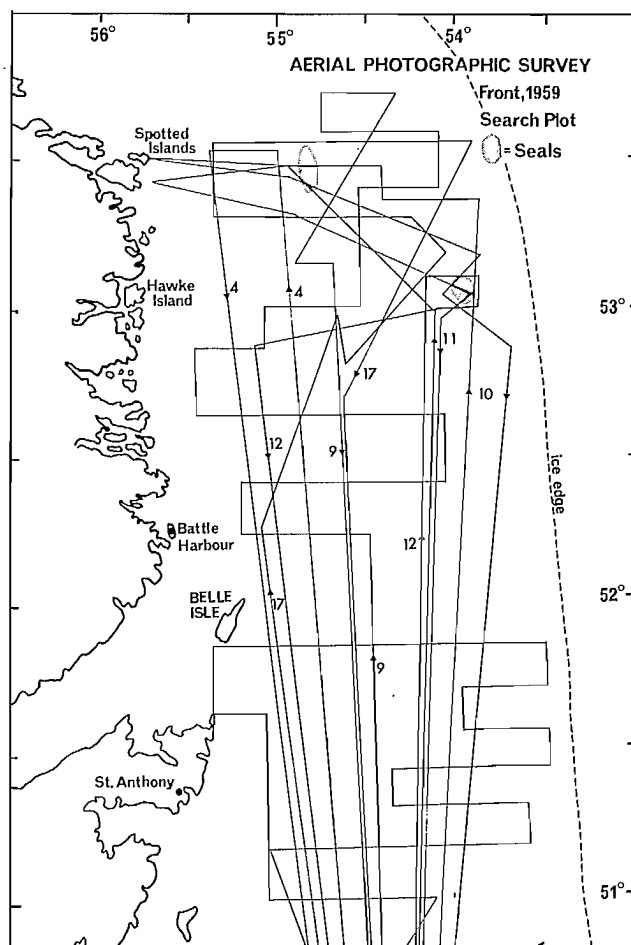 56°
55°
54°
AERIAL PHOTOGRAPHIC SURVEY
Front, 1959
Search Plot
= Seals
Spotted
Islands
Hawke
Island
53°
4
4
11
17
10
12
9
ice edge
Battle
Harbour
12
BELLE
ISLE
17
52°
9
St. Anthony
51°